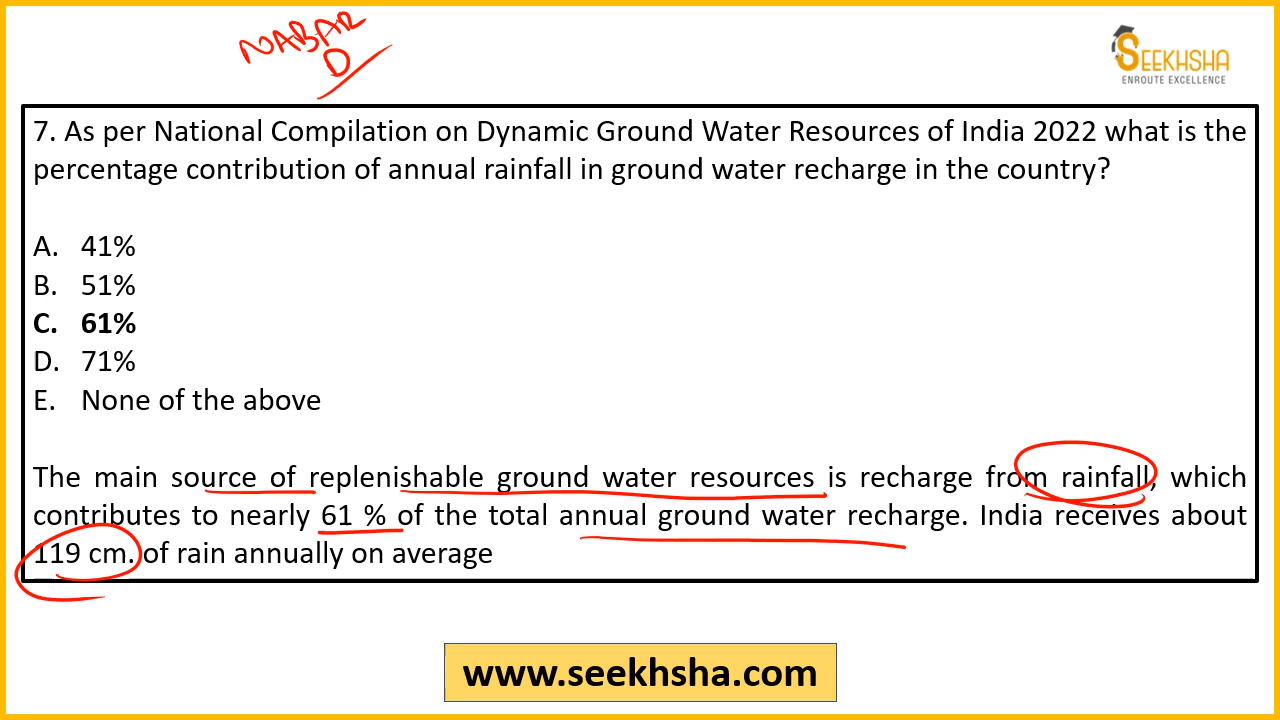 NABAR
D
SEEKHSHA
ENROUTE EXCELLENCE
7. As per National Compilation on Dynamic Ground Water Resources of India 2022 what is the
percentage contribution of annual rainfall in ground water recharge in the country?
A. 41%
B. 51%
C. 61%
D. 71%
E. None of the above
The main source of replenishable ground water resources is recharge from rainfall, which
contributes to nearly 61 % of the total annual ground water recharge. India receives about
119 cm. of rain annually on average
www.seekhsha.com